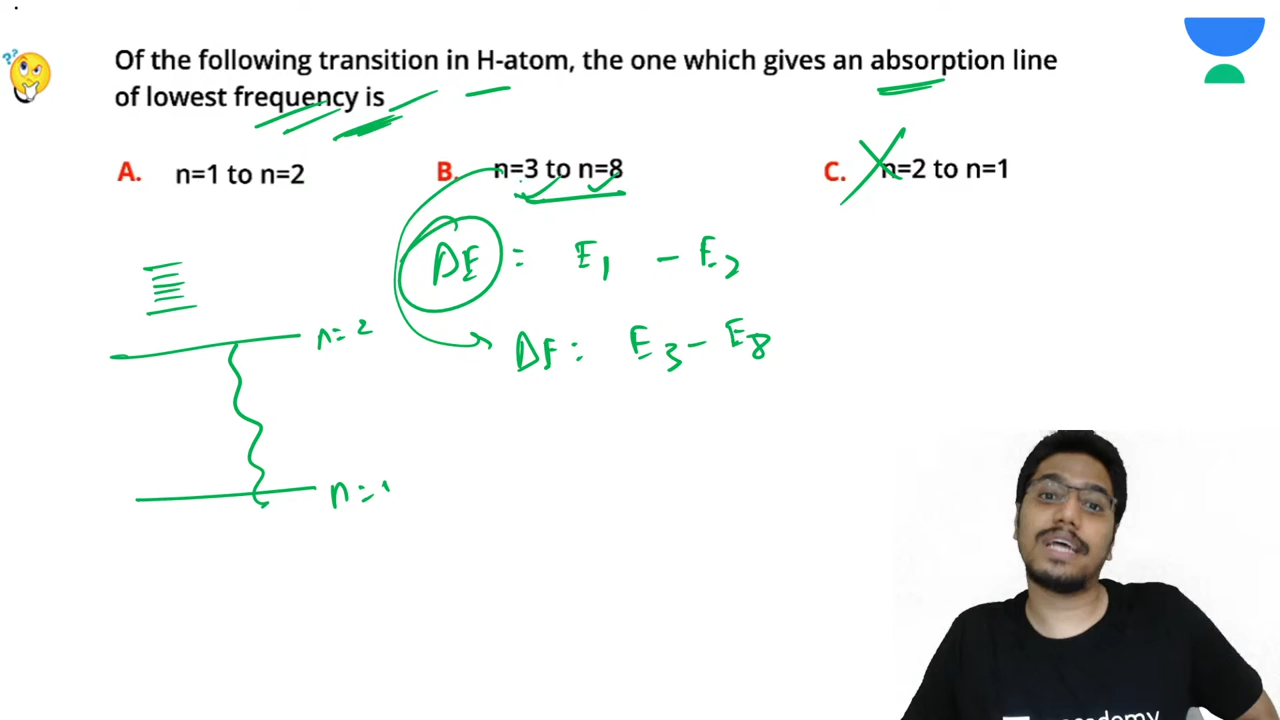 Of the following transition in H-atom, the one which gives an absorption line
of lowest frequency is
A. n=1 to n=2
B. n=3 to n=8
C. n=2 to n=1
ΔE = E₁ - E₂
n=2
ΔE = E₃ - E₈
n=1